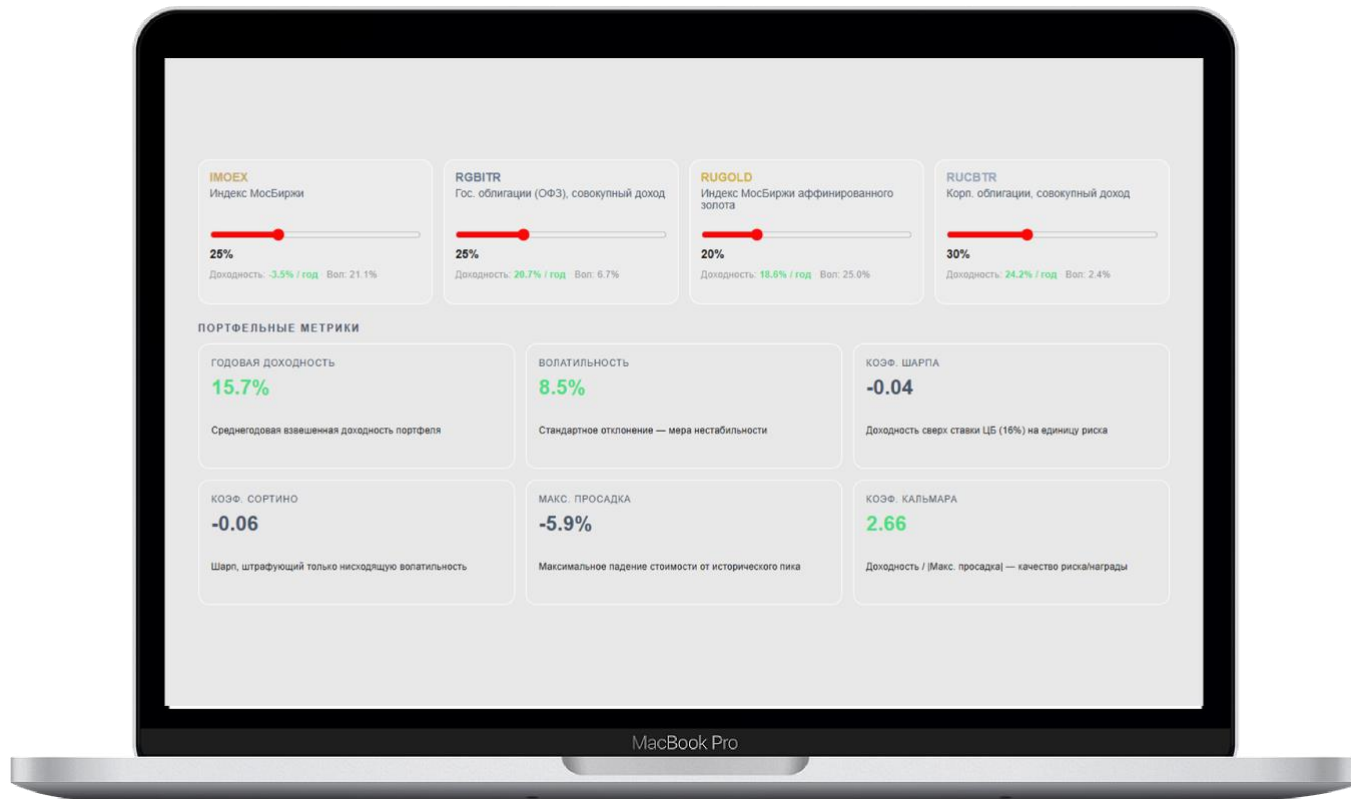 IMOEX
Индекс МосБиржи
25%
Доходность: -3.5% / год Вол: 21.1%
RGBITR
Гос. облигации (ОФЗ), совокупный доход
25%
Доходность: 20.7% / год Вол: 6.7%
RUGOLD
Индекс МосБиржи аффинированного
золота
20%
Доходность: 18.6% / год Вол: 25.0%
RUCBTR
Корп. облигации, совокупный доход
30%
Доходность: 24.2% / год Вол: 2.4%
ПОРТФЕЛЬНЫЕ МЕТРИКИ
ГОДОВАЯ ДОХОДНОСТЬ
15.7%
Среднегодовая взвешенная доходность портфеля
ВОЛАТИЛЬНОСТЬ
8.5%
Стандартное отклонение — мера нестабильности
КОЭФ. ШАРПА
-0.04
Доходность сверх ставки ЦБ (16%) на единицу риска
КОЭФ. СОРТИНО
-0.06
Шарп, штрафующий только нисходящую волатильность
МАКС. ПРОСАДКА
-5.9%
Максимальное падение стоимости от исторического пика
КОЭФ. КАЛЬМАРА
2.66
Доходность / |Макс. просадка| — качество риска/награды
MacBook Pro